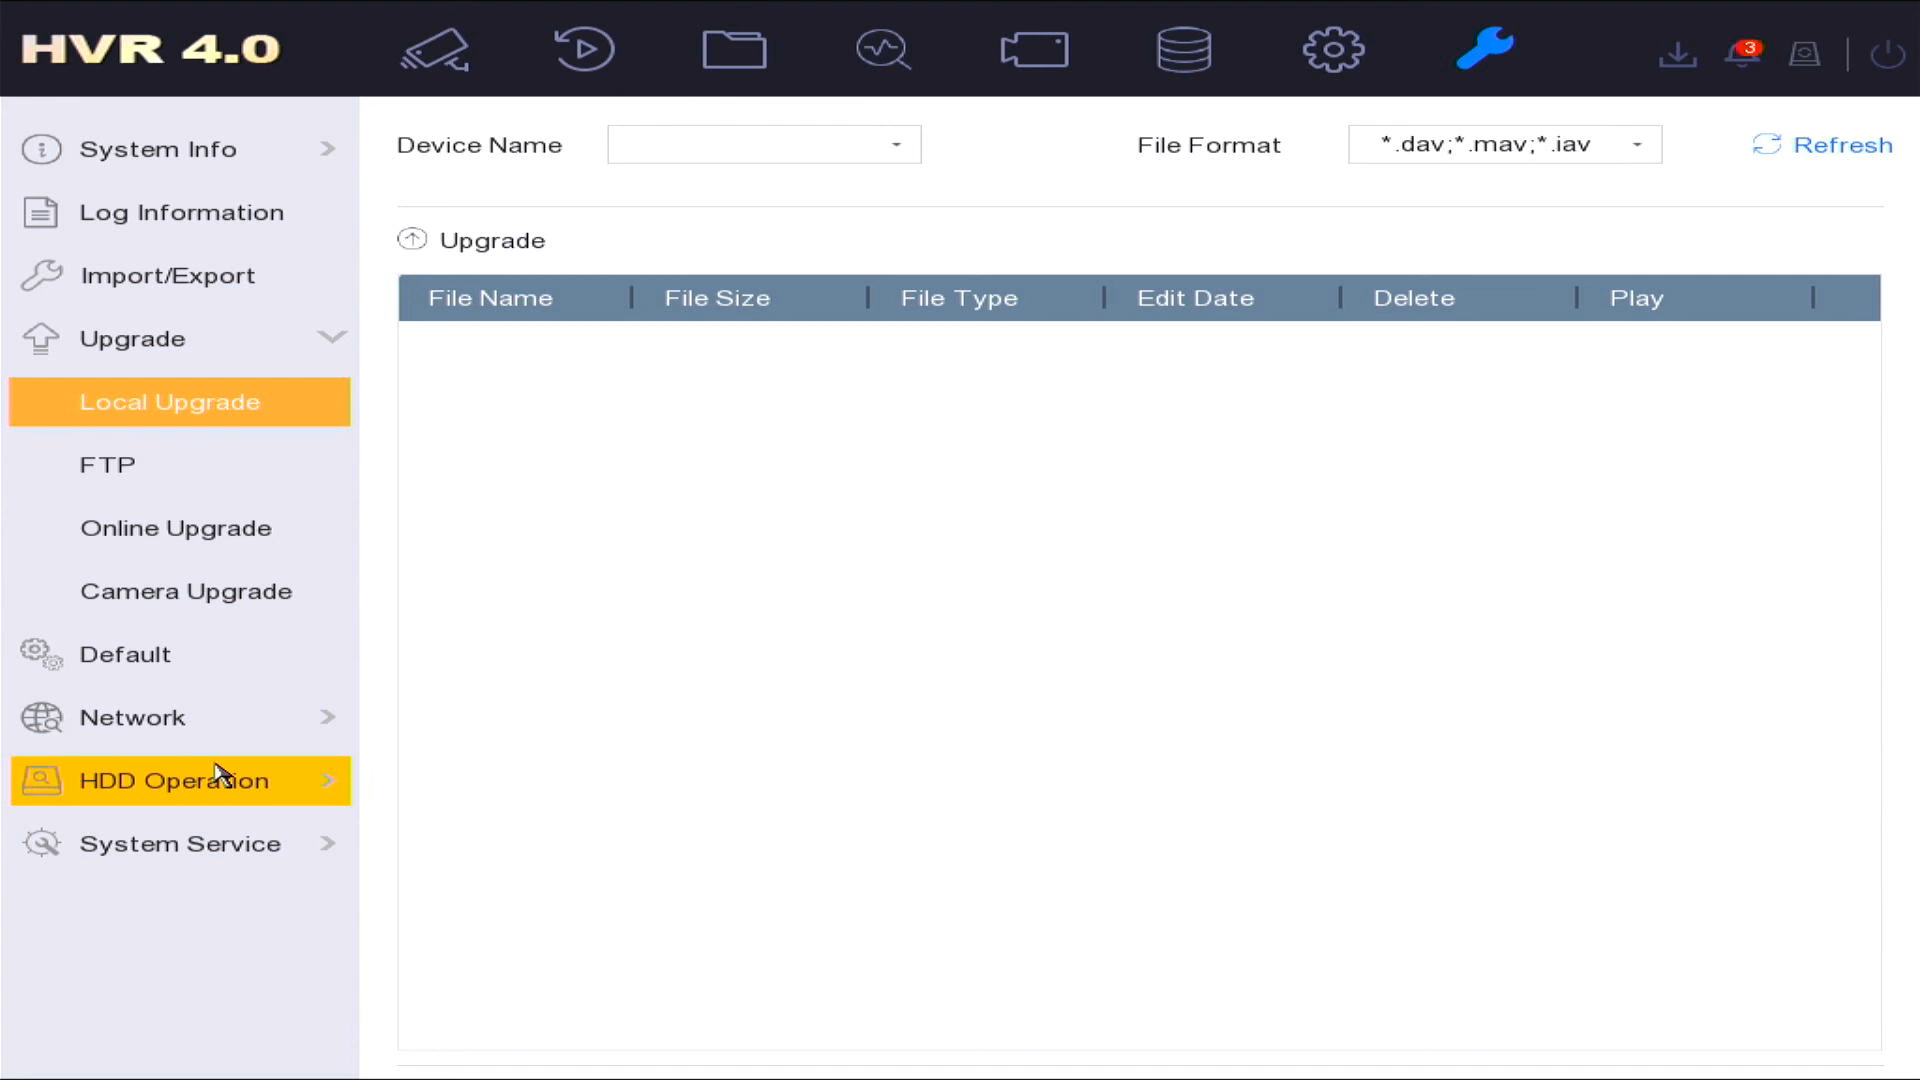 HVR 4.0
3
System Info
Log Information
Import/Export
Upgrade
Local Upgrade
FTP
Online Upgrade
Camera Upgrade
Default
Network
HDD Operation
System Service
Device Name
File Format *.dav;*.mav;*.iav
Refresh
Upgrade
File Name File Size File Type Edit Date Delete Play